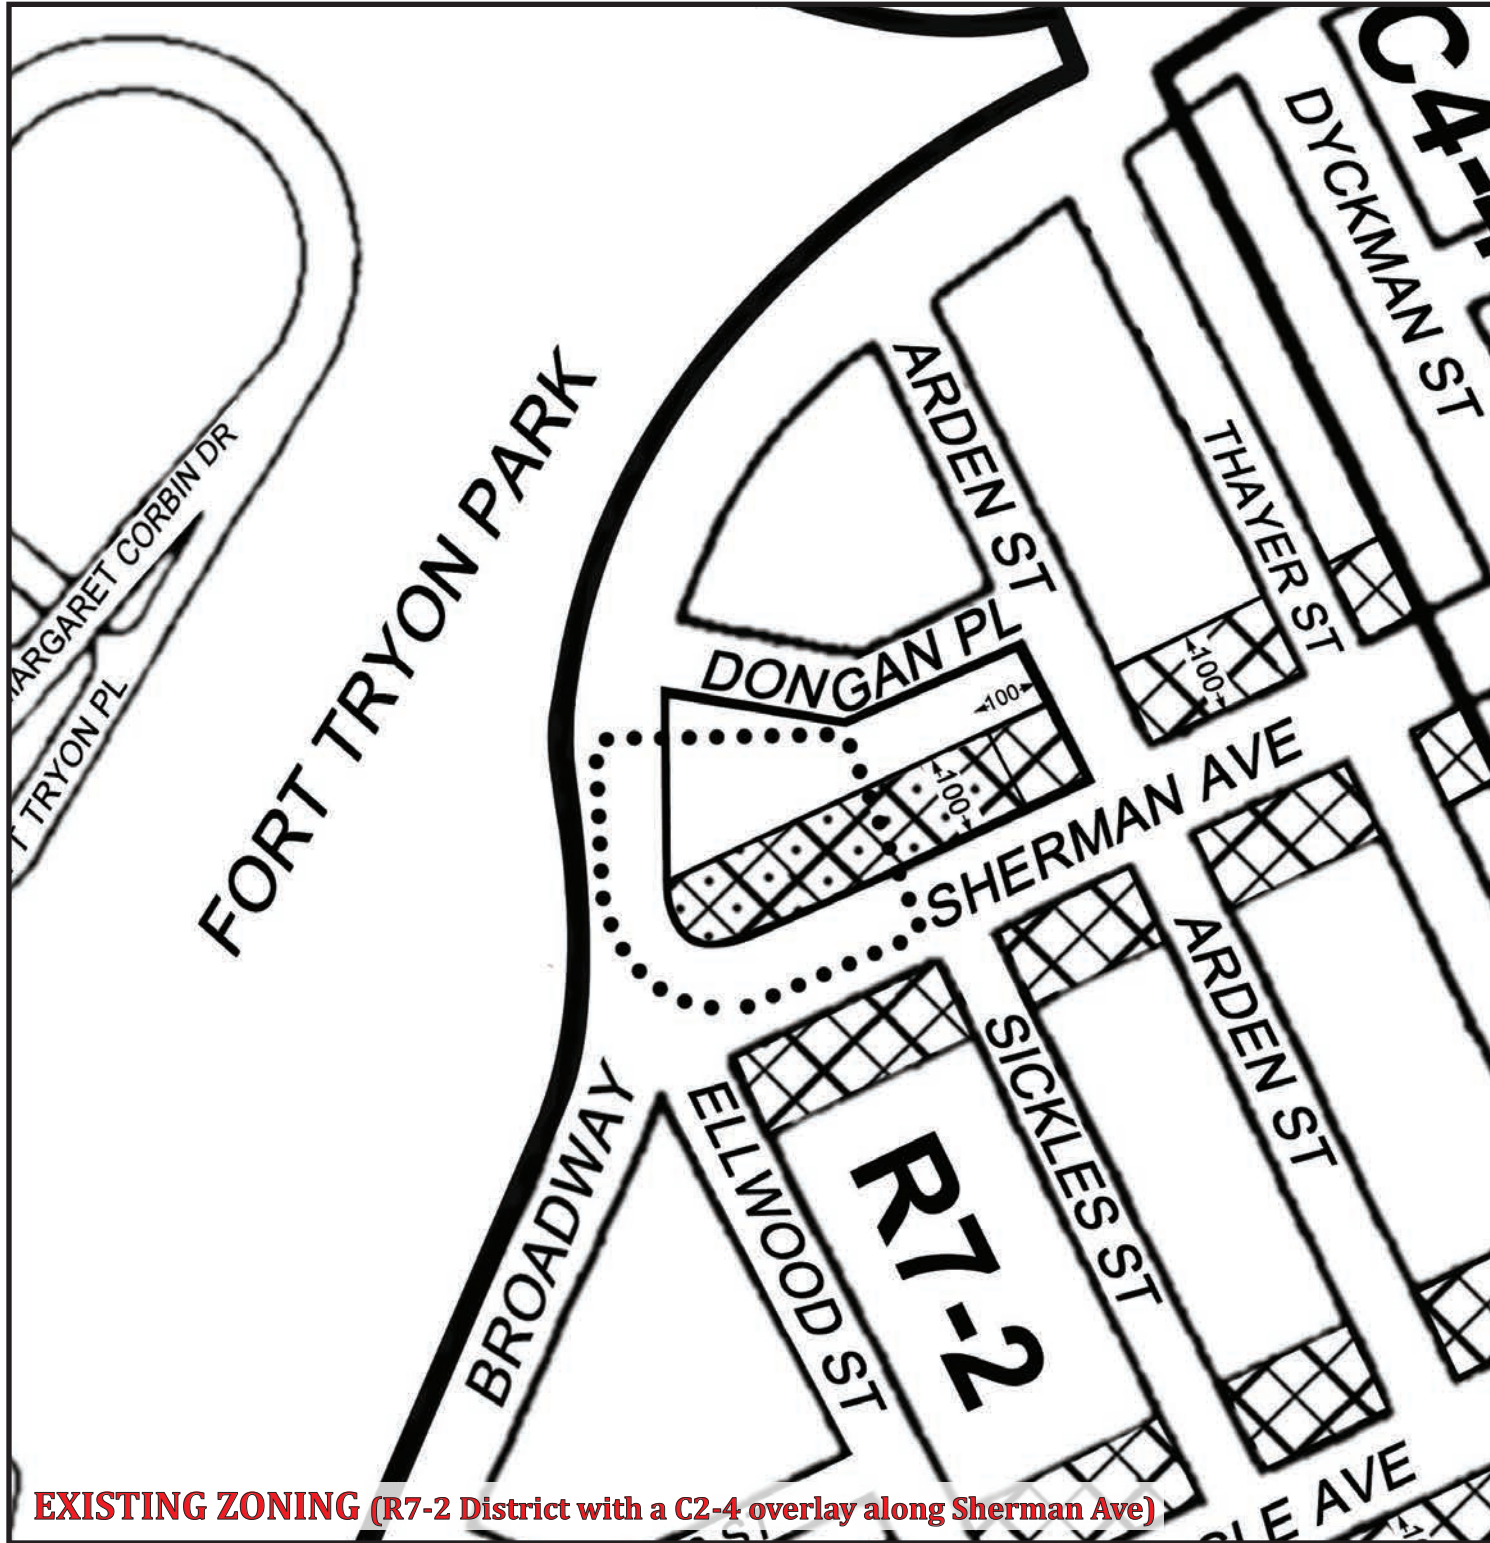 C4-4
DYCKMAN ST
ARDEN ST
THAYER ST
FORT TRYON PARK
MARGARET CORBIN DR
T TRYON PL
DONGAN PL
100
100
100
SHERMAN AVE
ARDEN ST
SICKLES ST
ELLWOOD ST
BROADWAY
R7-2
AVE
ST
EXISTING ZONING (R7-2 District with a C2-4 overlay along Sherman Ave)